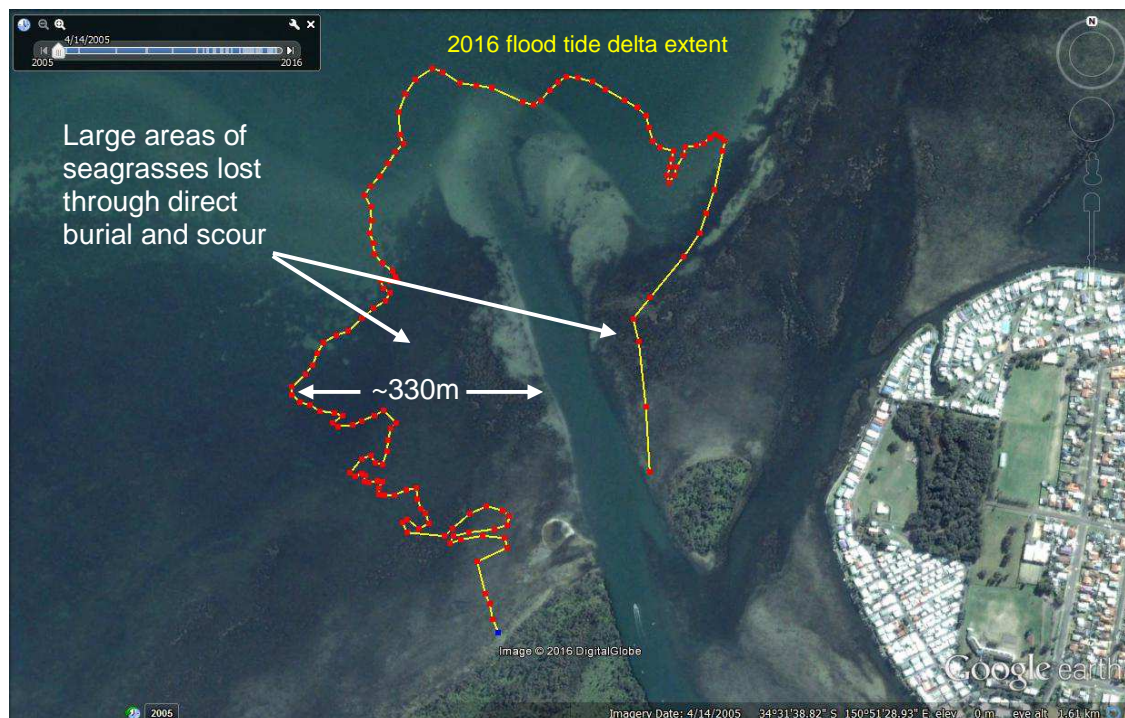 4/14/2005
2005
2016
2016 flood tide delta extent
N
Large areas of
seagrasses lost
through direct
burial and scour
~330m
Image © 2016 DigitalGlobe
Google earth
2005
Imagery Date: 4/14/2005 34°31'38.82" S 150°51'28.93" E elev 0 m eye alt 1.61 km